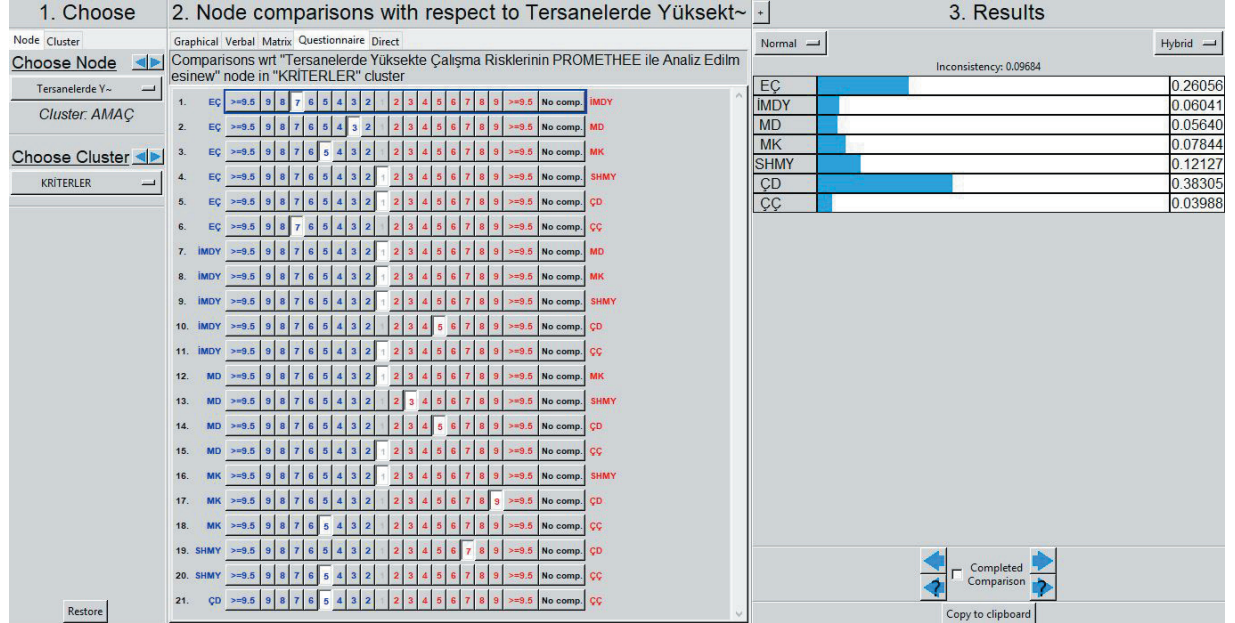 1. Choose
Node Cluster
Choose Node
Tersanelerde Y~
Cluster: AMAÇ
Choose Cluster
KRİTERLER
Restore
2. Node comparisons with respect to Tersanelerde Yüksekt~
Graphical Verbal Matrix Questionnaire Direct
Comparisons wrt "Tersanelerde Yüksekte Çalışma Risklerinin PROMETHEE ile Analiz Edilm
esinew" node in "KRİTERLER" cluster
1. EÇ >=9.5 9 8 7 6 5 4 3 2 1 2 3 4 5 6 7 8 9 >=9.5 No comp. İMDY
2. EÇ >=9.5 9 8 7 6 5 4 3 2 1 2 3 4 5 6 7 8 9 >=9.5 No comp. MD
3. EÇ >=9.5 9 8 7 6 5 4 3 2 1 2 3 4 5 6 7 8 9 >=9.5 No comp. MK
4. EÇ >=9.5 9 8 7 6 5 4 3 2 1 2 3 4 5 6 7 8 9 >=9.5 No comp. SHMY
5. EÇ >=9.5 9 8 7 6 5 4 3 2 1 2 3 4 5 6 7 8 9 >=9.5 No comp. ÇD
6. EÇ >=9.5 9 8 7 6 5 4 3 2 1 2 3 4 5 6 7 8 9 >=9.5 No comp. ÇÇ
7. İMDY >=9.5 9 8 7 6 5 4 3 2 1 2 3 4 5 6 7 8 9 >=9.5 No comp. MD
8. İMDY >=9.5 9 8 7 6 5 4 3 2 1 2 3 4 5 6 7 8 9 >=9.5 No comp. MK
9. İMDY >=9.5 9 8 7 6 5 4 3 2 1 2 3 4 5 6 7 8 9 >=9.5 No comp. SHMY
10. İMDY >=9.5 9 8 7 6 5 4 3 2 1 2 3 4 5 6 7 8 9 >=9.5 No comp. ÇD
11. İMDY >=9.5 9 8 7 6 5 4 3 2 1 2 3 4 5 6 7 8 9 >=9.5 No comp. ÇÇ
12. MD >=9.5 9 8 7 6 5 4 3 2 1 2 3 4 5 6 7 8 9 >=9.5 No comp. MK
13. MD >=9.5 9 8 7 6 5 4 3 2 1 2 3 4 5 6 7 8 9 >=9.5 No comp. SHMY
14. MD >=9.5 9 8 7 6 5 4 3 2 1 2 3 4 5 6 7 8 9 >=9.5 No comp. ÇD
15. MD >=9.5 9 8 7 6 5 4 3 2 1 2 3 4 5 6 7 8 9 >=9.5 No comp. ÇÇ
16. MK >=9.5 9 8 7 6 5 4 3 2 1 2 3 4 5 6 7 8 9 >=9.5 No comp. SHMY
17. MK >=9.5 9 8 7 6 5 4 3 2 1 2 3 4 5 6 7 8 9 >=9.5 No comp. ÇD
18. MK >=9.5 9 8 7 6 5 4 3 2 1 2 3 4 5 6 7 8 9 >=9.5 No comp. ÇÇ
19. SHMY >=9.5 9 8 7 6 5 4 3 2 1 2 3 4 5 6 7 8 9 >=9.5 No comp. ÇD
20. SHMY >=9.5 9 8 7 6 5 4 3 2 1 2 3 4 5 6 7 8 9 >=9.5 No comp. ÇÇ
21. ÇD >=9.5 9 8 7 6 5 4 3 2 1 2 3 4 5 6 7 8 9 >=9.5 No comp. ÇÇ
+
3. Results
Normal Hybrid
Inconsistency: 0.09684
EÇ 0.26056
İMDY 0.06041
MD 0.05640
MK 0.07844
SHMY 0.12127
ÇD 0.38305
ÇÇ 0.03988
Completed
Comparison
? ?
Copy to clipboard